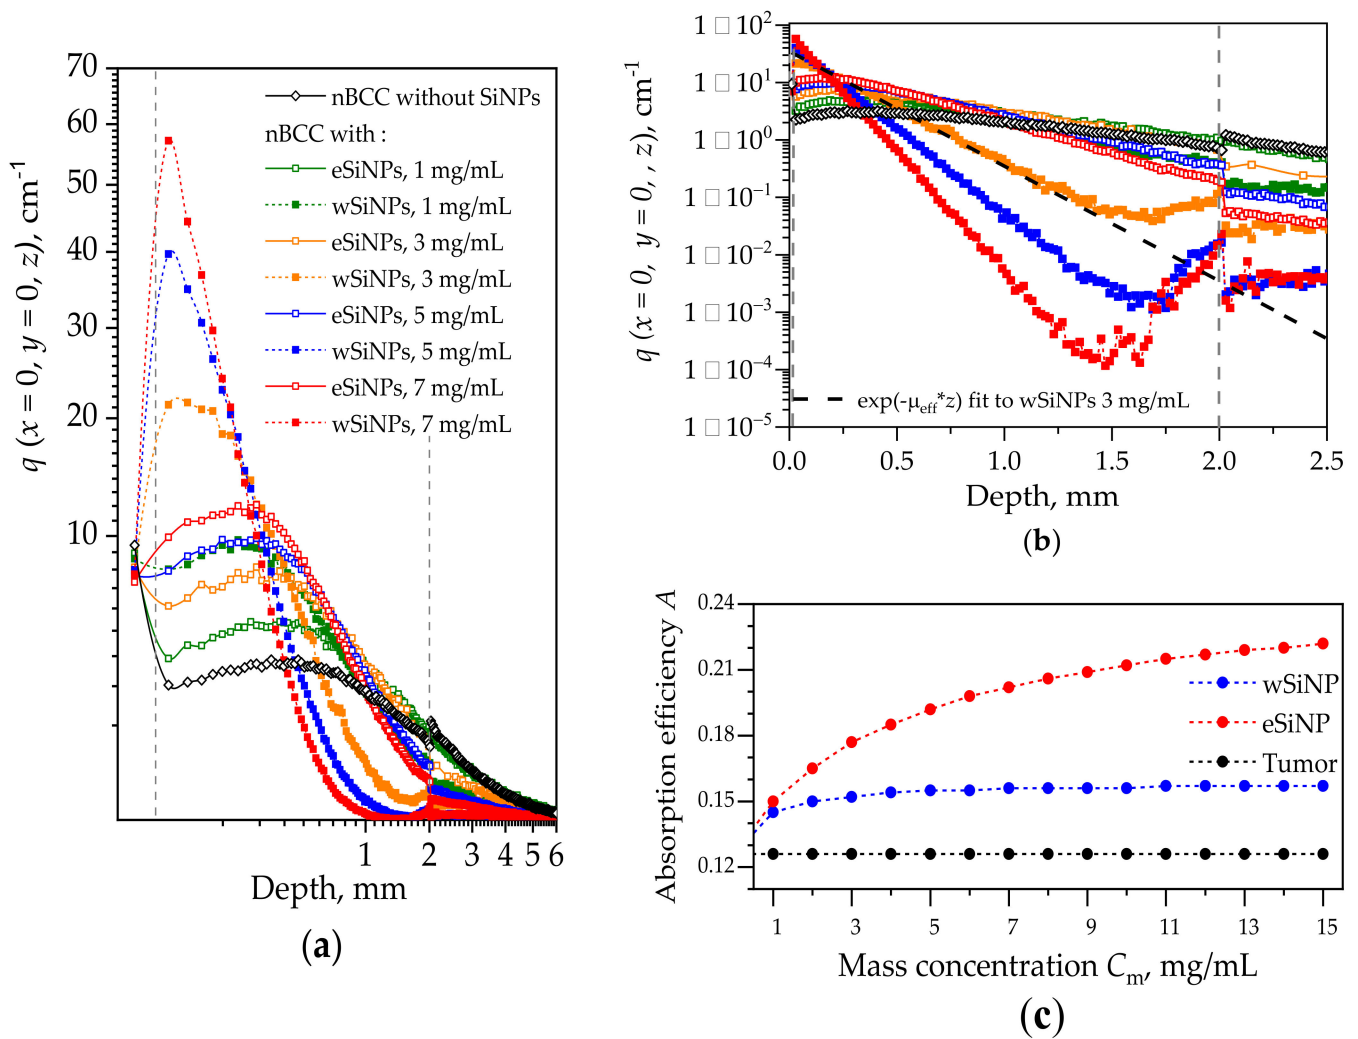 70
60
50
40
30
20
10
q (x = 0, y = 0, z), cm⁻¹
nBCC without SiNPs
nBCC with :
eSiNPs, 1 mg/mL
wSiNPs, 1 mg/mL
eSiNPs, 3 mg/mL
wSiNPs, 3 mg/mL
eSiNPs, 5 mg/mL
wSiNPs, 5 mg/mL
eSiNPs, 7 mg/mL
wSiNPs, 7 mg/mL
1 2 3 4 5 6
Depth, mm
(a)
1 □ 10²
1 □ 10¹
1 □ 10⁰
1 □ 10⁻¹
1 □ 10⁻²
1 □ 10⁻³
1 □ 10⁻⁴
1 □ 10⁻⁵
q (x = 0, y = 0, , z), cm⁻¹
exp(-μeff*z) fit to wSiNPs 3 mg/mL
0.0 0.5 1.0 1.5 2.0 2.5
Depth, mm
(b)
0.24
0.21
0.18
0.15
0.12
Absorption efficiency A
wSiNP
eSiNP
Tumor
1 3 5 7 9 11 13 15
Mass concentration Cm, mg/mL
(c)